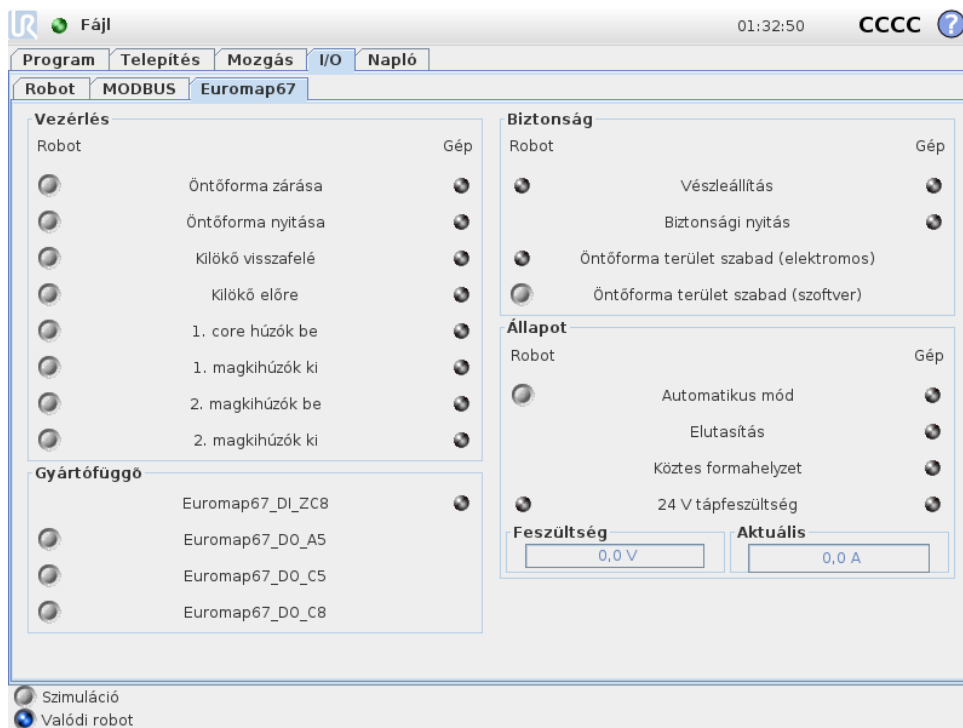 UR Fájl 01:32:50 CCCC ?
Program Telepítés Mozgás I/O Napló
Robot MODBUS Euromap67
Vezérlés
Robot Gép
Öntőforma zárása
Öntőforma nyitása
Kilökő visszafelé
Kilökő előre
1. core húzók be
1. magkihúzók ki
2. magkihúzók be
2. magkihúzók ki
Gyártófüggő
Euromap67_DI_ZC8
Euromap67_DO_A5
Euromap67_DO_C5
Euromap67_DO_C8
Biztonság
Robot Gép
Vészleállítás
Biztonsági nyitás
Öntőforma terület szabad (elektromos)
Öntőforma terület szabad (szoftver)
Állapot
Robot Gép
Automatikus mód
Elutasítás
Köztes formahelyzet
24 V tápfeszültség
Feszültség Aktuális
0,0 V 0,0 A
Szimuláció
Valódi robot